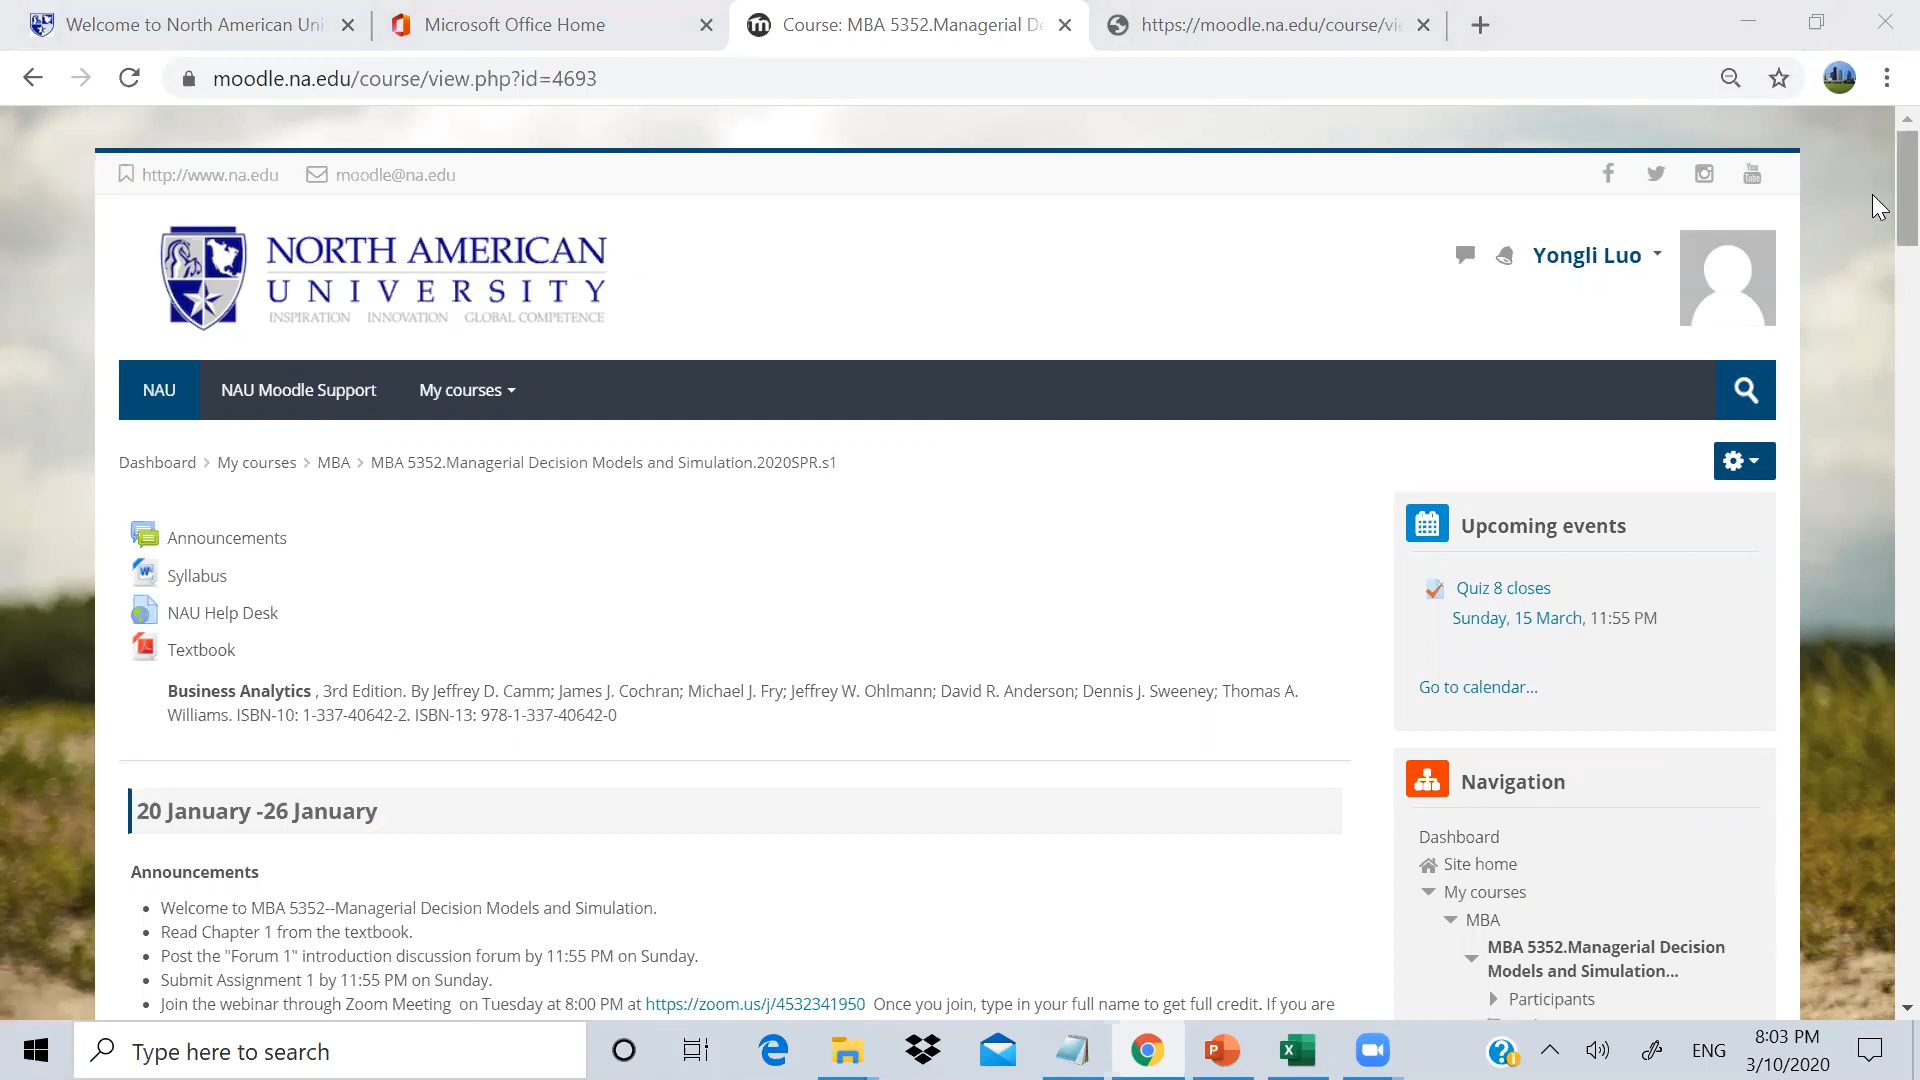 Welcome to North American Uni
Microsoft Office Home
Course: MBA 5352.Managerial De
https://moodle.na.edu/course/vie
moodle.na.edu/course/view.php?id=4693
http://www.na.edu
moodle@na.edu
You
Tube
NORTH AMERICAN
UNIVERSITY
INSPIRATION INNOVATION GLOBAL COMPETENCE
Yongli Luo
NAU
NAU Moodle Support
My courses
Dashboard > My courses > MBA > MBA 5352.Managerial Decision Models and Simulation.2020SPR.s1
Announcements
Syllabus
NAU Help Desk
Textbook
Business Analytics , 3rd Edition. By Jeffrey D. Camm; James J. Cochran; Michael J. Fry; Jeffrey W. Ohlmann; David R. Anderson; Dennis J. Sweeney; Thomas A.
Williams. ISBN-10: 1-337-40642-2. ISBN-13: 978-1-337-40642-0
20 January -26 January
Announcements
• Welcome to MBA 5352--Managerial Decision Models and Simulation.
• Read Chapter 1 from the textbook.
• Post the "Forum 1" introduction discussion forum by 11:55 PM on Sunday.
• Submit Assignment 1 by 11:55 PM on Sunday.
• Join the webinar through Zoom Meeting on Tuesday at 8:00 PM at https://zoom.us/j/4532341950 Once you join, type in your full name to get full credit. If you are
Upcoming events
Quiz 8 closes
Sunday, 15 March, 11:55 PM
Go to calendar...
Navigation
Dashboard
Site home
My courses
MBA
MBA 5352.Managerial Decision
Models and Simulation...
Participants
Type here to search
ENG
8:03 PM
3/10/2020